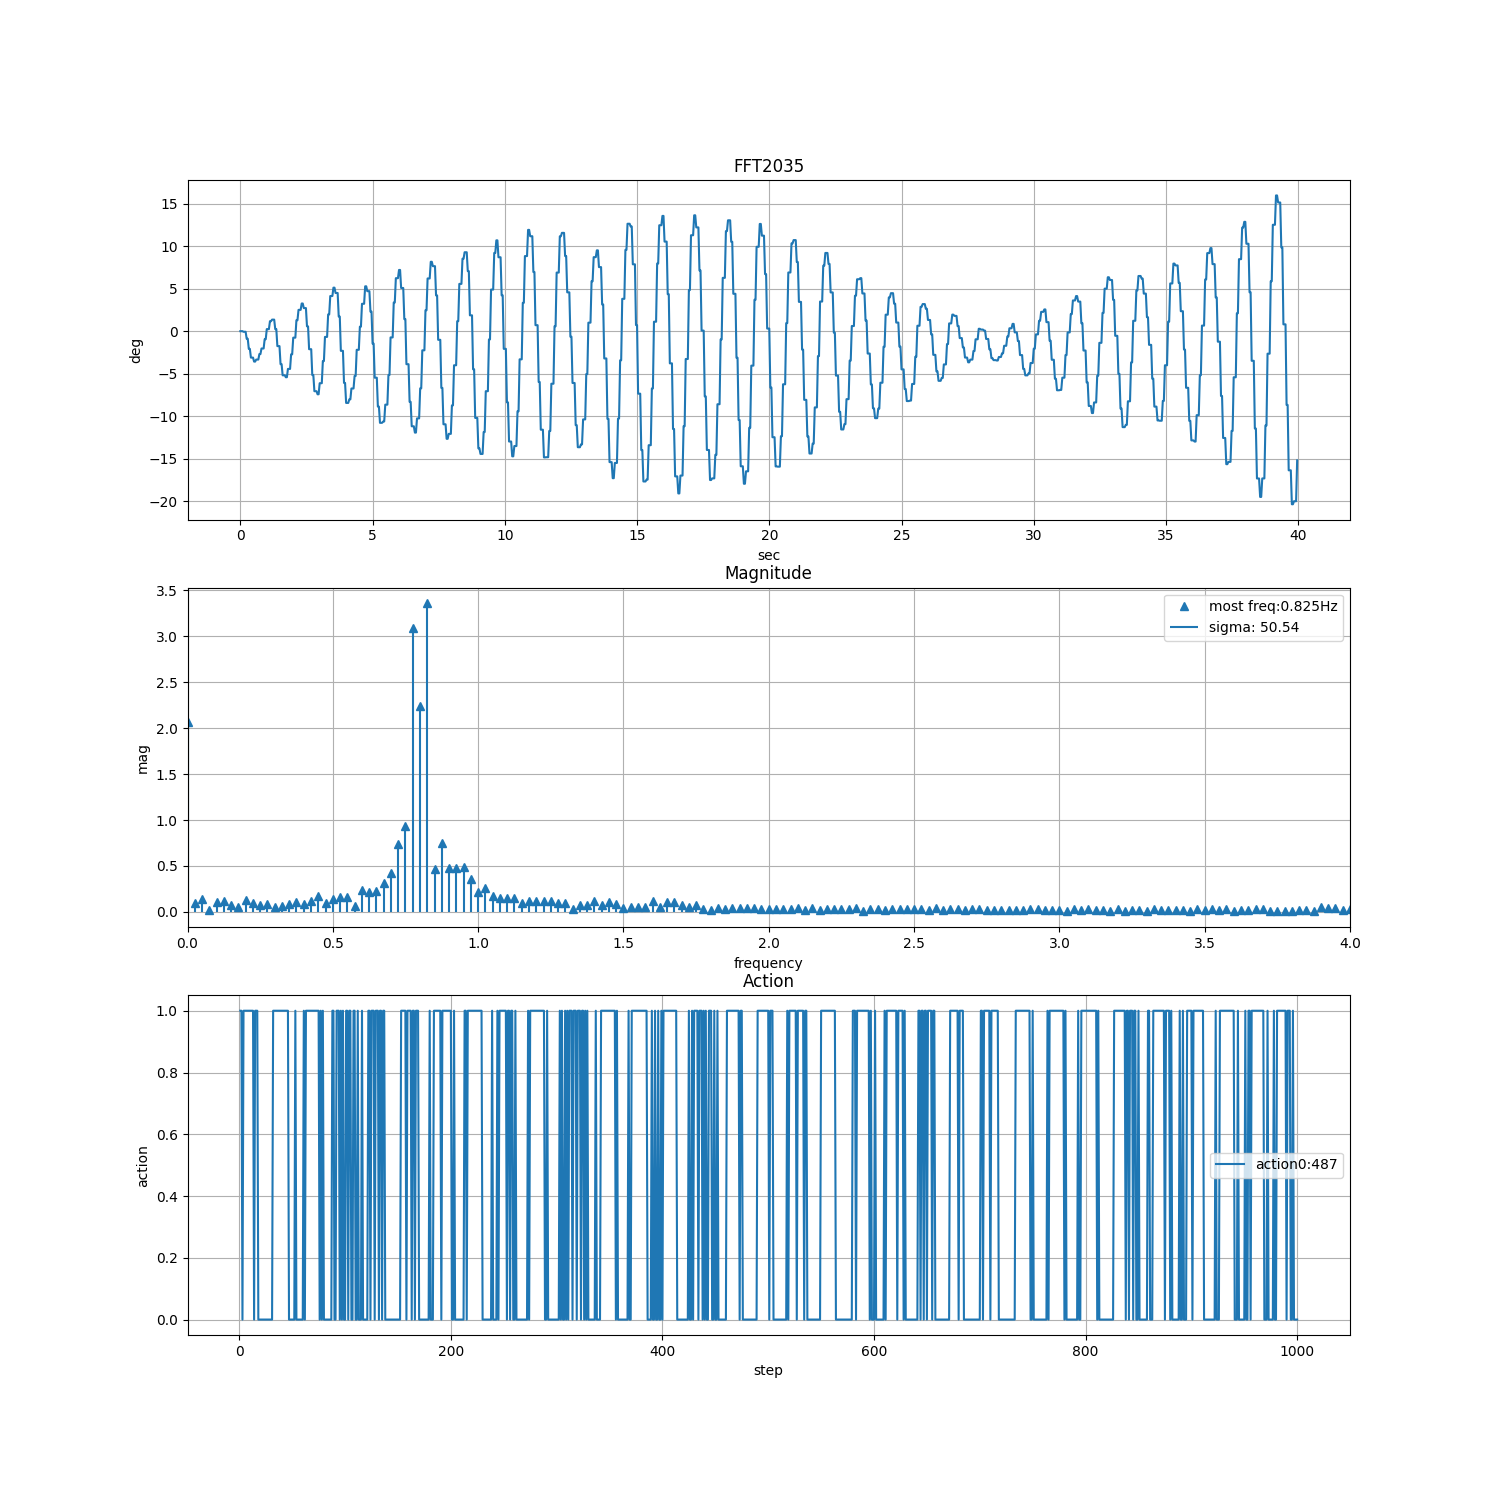 FFT2035
15
10
5
0
−5
−10
−15
−20
deg
0 5 10 15 20 25 30 35 40
sec
Magnitude
3.5
3.0
2.5
2.0
1.5
1.0
0.5
0.0
mag
most freq:0.825Hz
sigma: 50.54
0.0 0.5 1.0 1.5 2.0 2.5 3.0 3.5 4.0
frequency
Action
1.0
0.8
0.6
0.4
0.2
0.0
action
action0:487
0 200 400 600 800 1000
step